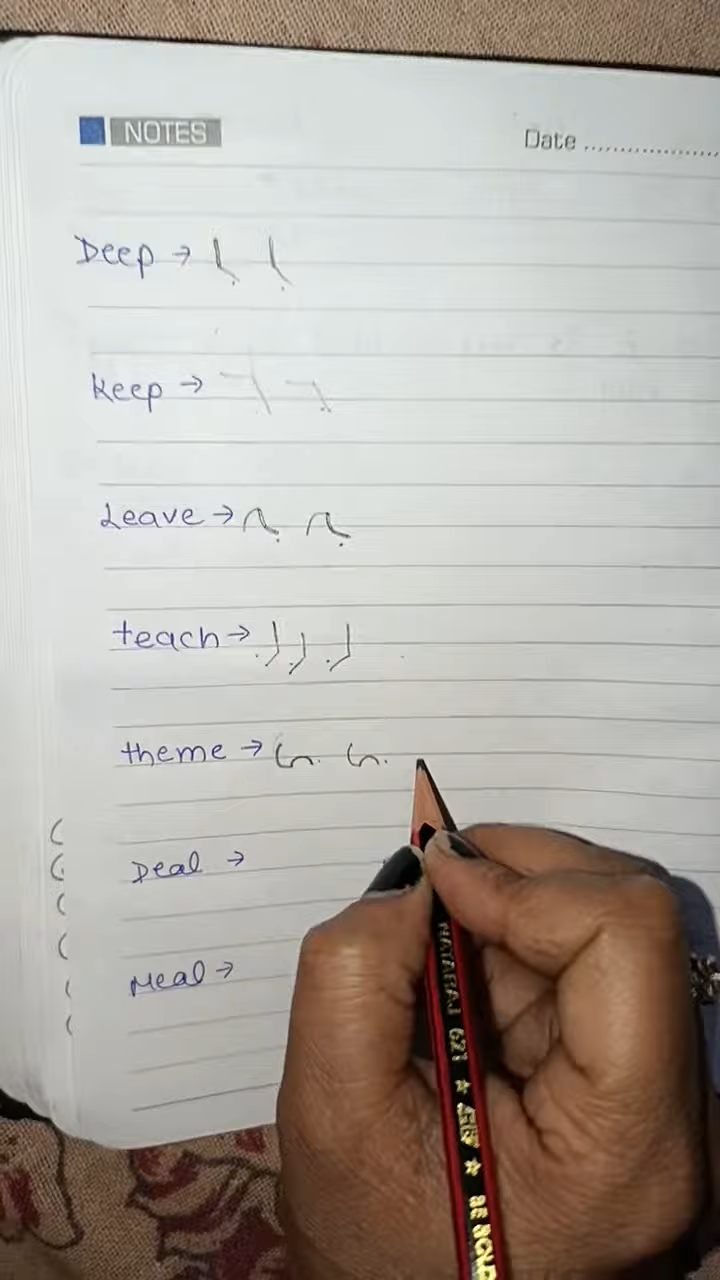 NOTES Date ....................
Deep →
Keep →
Leave →
teach →
theme →
Deal →
Meal →
NATARAJ 621